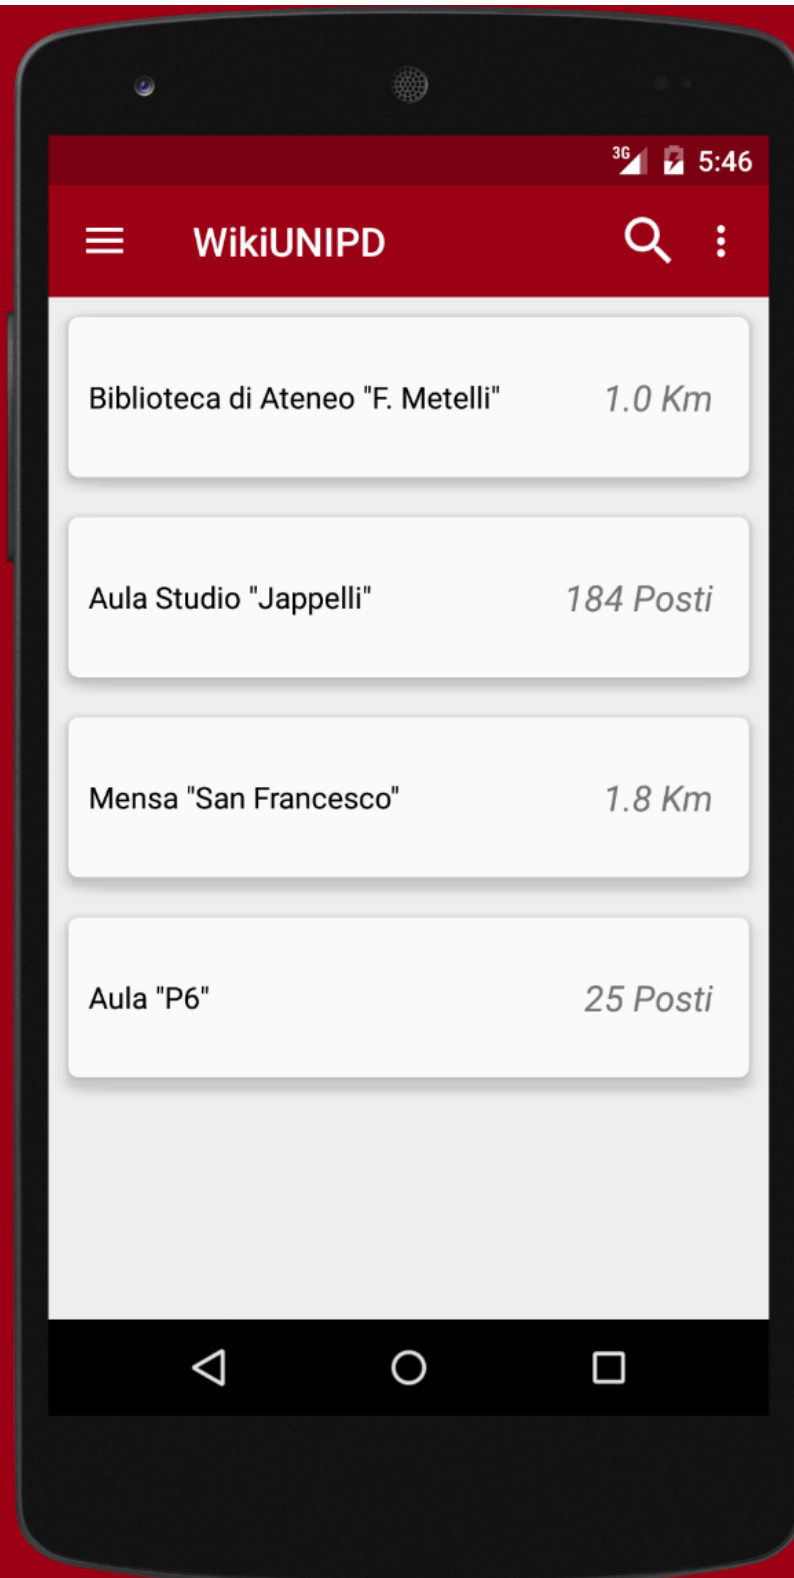 3G 5:46
WikiUNIPD
Biblioteca di Ateneo "F. Metelli" 1.0 Km
Aula Studio "Jappelli" 184 Posti
Mensa "San Francesco" 1.8 Km
Aula "P6" 25 Posti